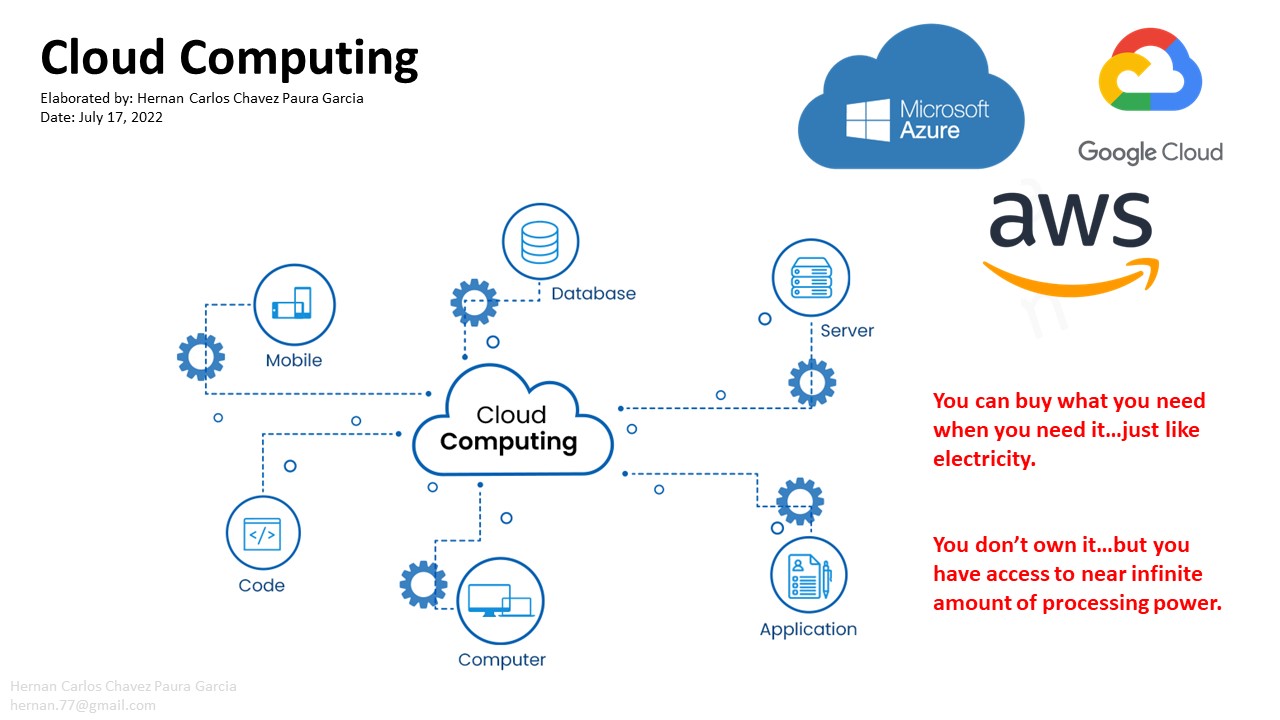 Cloud Computing
Elaborated by: Hernan Carlos Chavez Paura Garcia
Date: July 17, 2022
Microsoft
Azure
Google Cloud
aws
Database
Server
Mobile
Cloud
Computing
You can buy what you need
when you need it…just like
electricity.
Code
You don’t own it…but you
have access to near infinite
amount of processing power.
Application
Computer
Hernan Carlos Chavez Paura Garcia
hernan.77@gmail.com